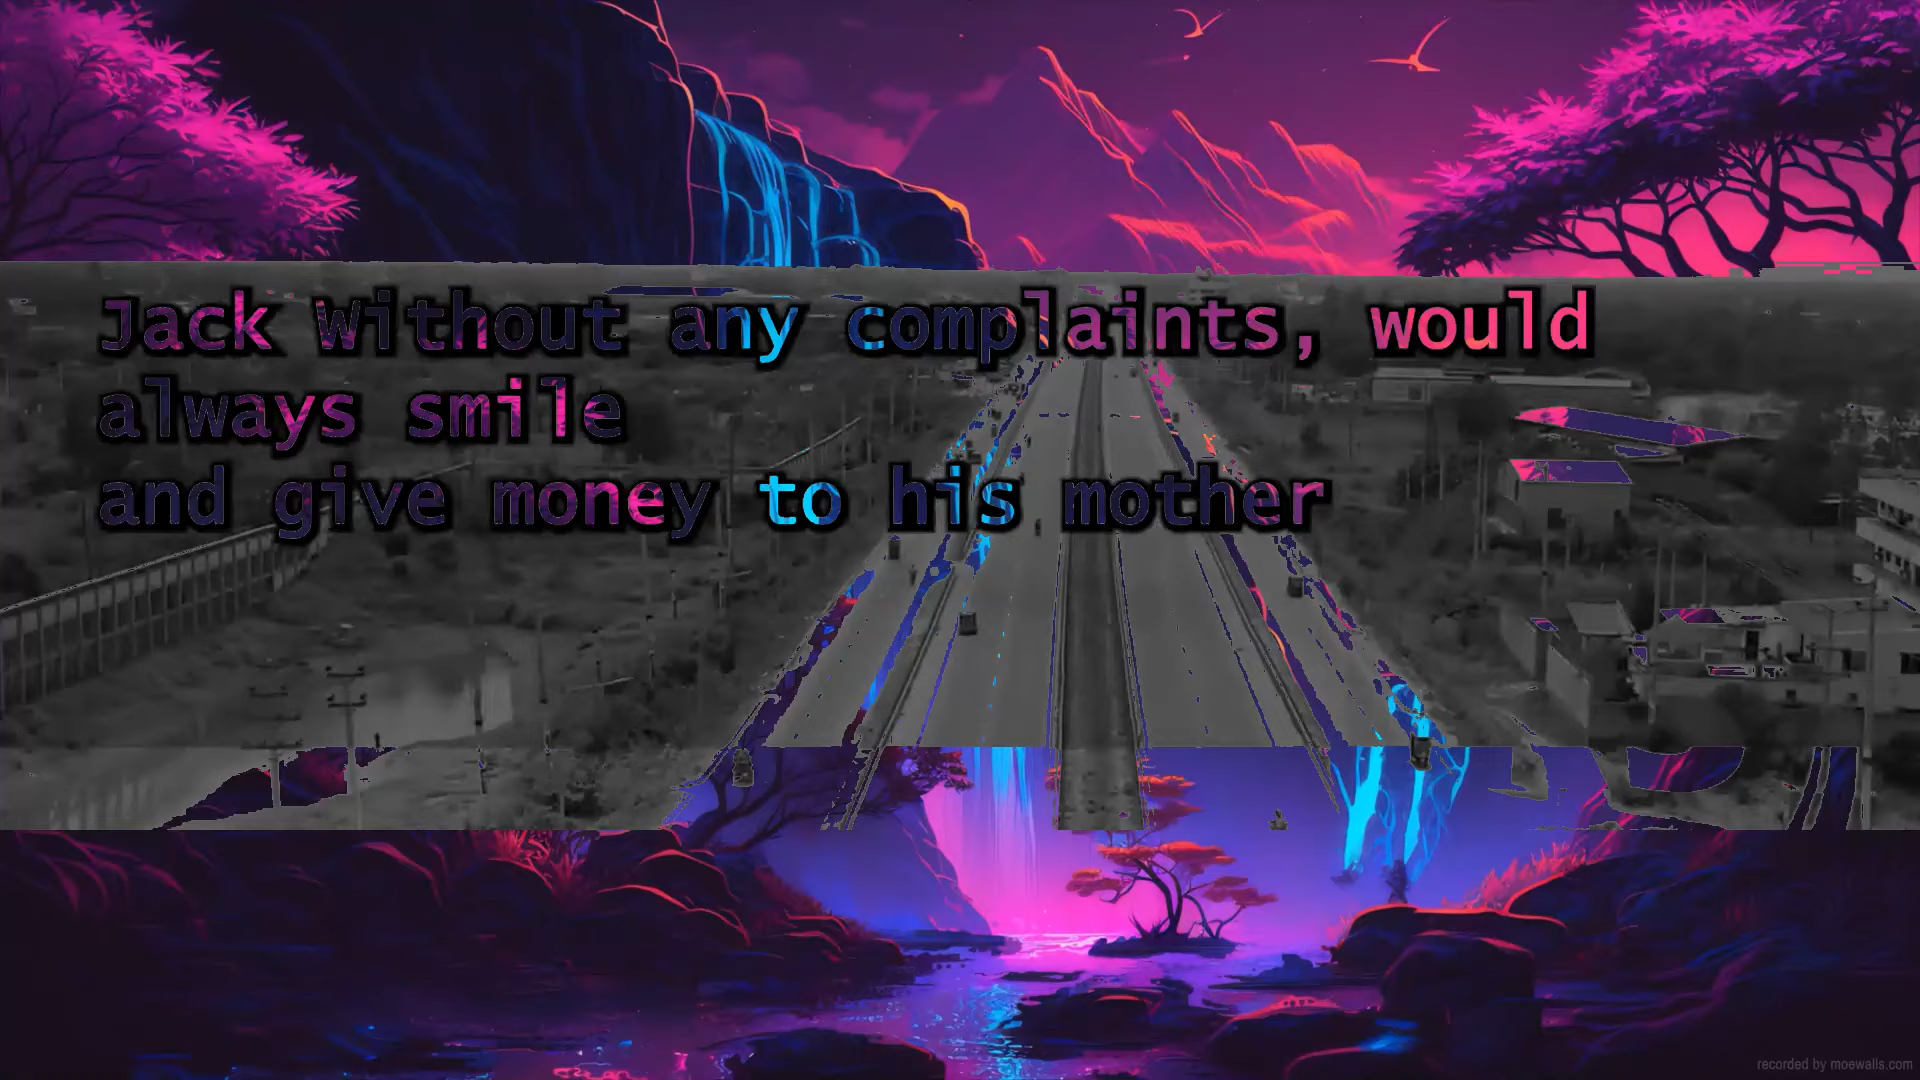 Jack Without any complaints, would
always smile
and give money to his mother
recorded by moewalls.com